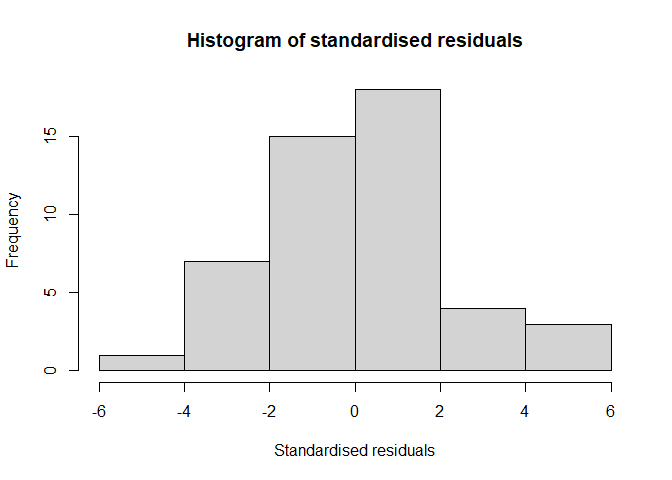 Histogram of standardised residuals
Frequency
15
10
5
0
-6 -4 -2 0 2 4 6
Standardised residuals